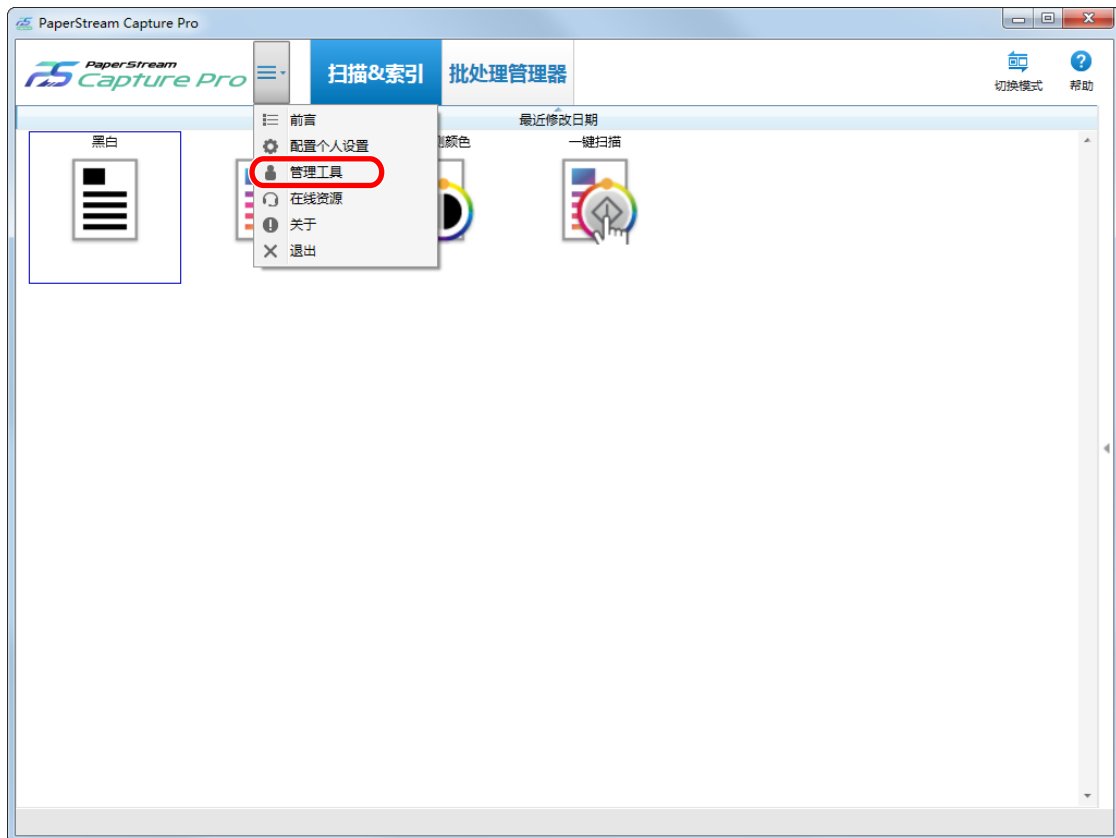 PaperStream Capture Pro
PaperStream
Capture Pro
扫描&索引
批处理管理器
切换模式
帮助
最近修改日期
前言
配置个人设置
管理工具
在线资源
关于
退出
黑白
颜色
一键扫描